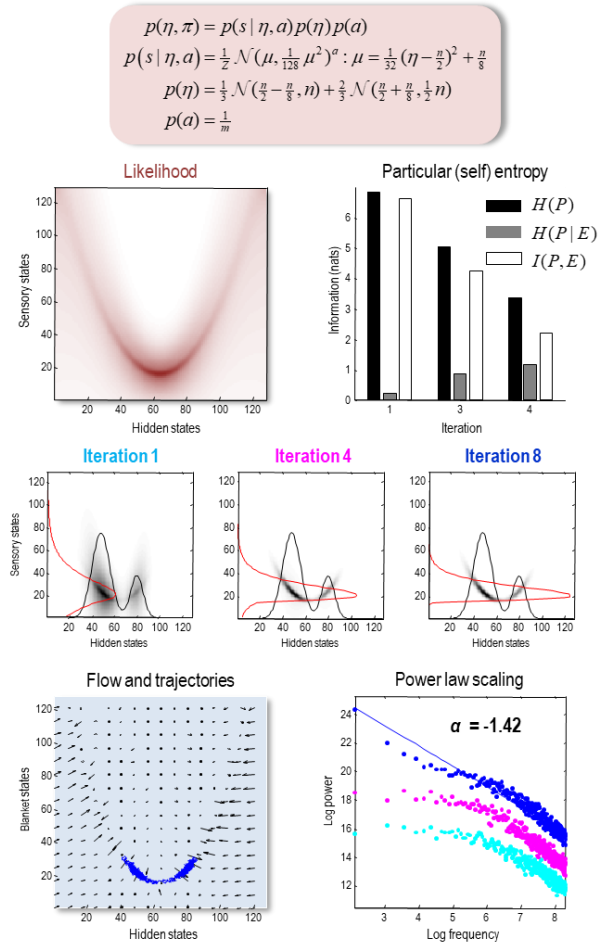 p(η, π) = p(s | η, a) p(η) p(a)
p(s | η, a) = 1/Z N(μ, 1/128 μ²)ᵃ : μ = 1/32 (η − n/2)² + n/8
p(η) = 1/3 N(n/2 − n/8, n) + 2/3 N(n/2 + n/8, 1/2 n)
p(a) = 1/m
Likelihood
120
100
80
60
40
20
Sensory states
20 40 60 80 100 120
Hidden states
Particular (self) entropy
H(P)
H(P | E)
I(P, E)
6
5
4
3
2
1
0
Information (nats)
1 3 4
Iteration
Iteration 1
120
100
80
60
40
20
Sensory states
20 40 60 80 100 120
Hidden states
Iteration 4
120
100
80
60
40
20
20 40 60 80 100 120
Hidden states
Iteration 8
120
100
80
60
40
20
20 40 60 80 100 120
Hidden states
Flow and trajectories
120
100
80
60
40
20
Blanket states
20 40 60 80 100 120
Hidden states
Power law scaling
α = -1.42
24
22
20
18
16
14
12
Log power
3 4 5 6 7 8
Log frequency